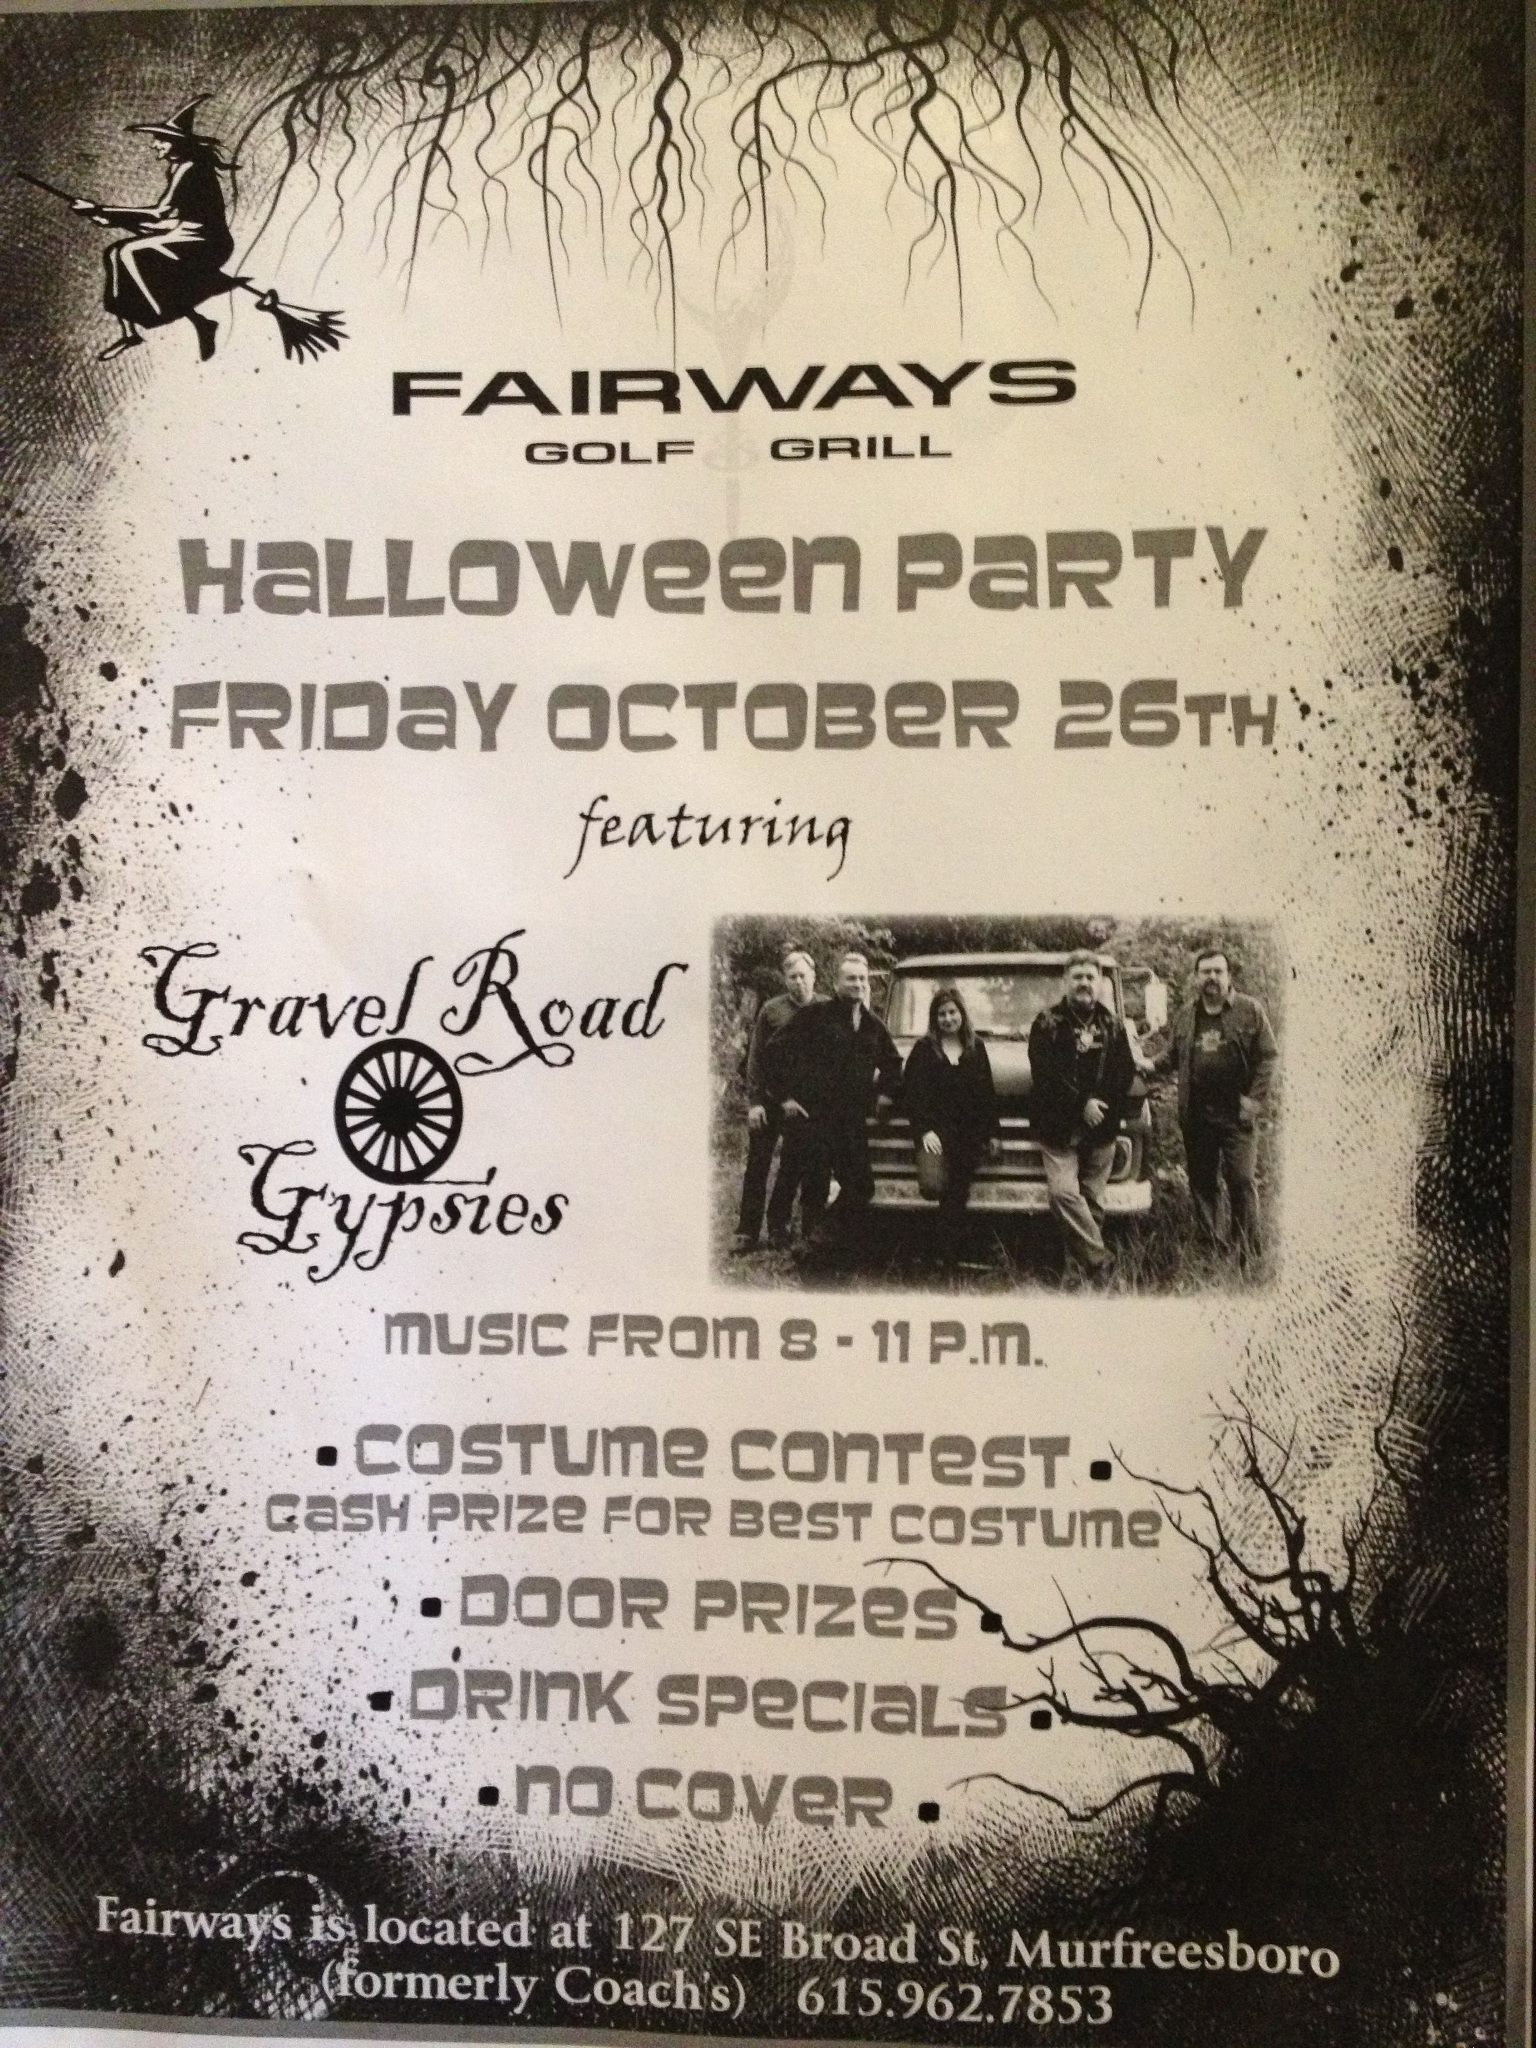 FAIRWAYS
GOLF & GRILL
HALLOWEEN PARTY
FRIDAY OCTOBER 26TH
featuring
Gravel Road
Gypsies
MUSIC FROM 8 - 11 P.M.
• COSTUME CONTEST •
CASH PRIZE FOR BEST COSTUME
• DOOR PRIZES •
• DRINK SPECIALS •
• NO COVER •
Fairways is located at 127 SE Broad St, Murfreesboro
(formerly Coach's) 615.962.7853